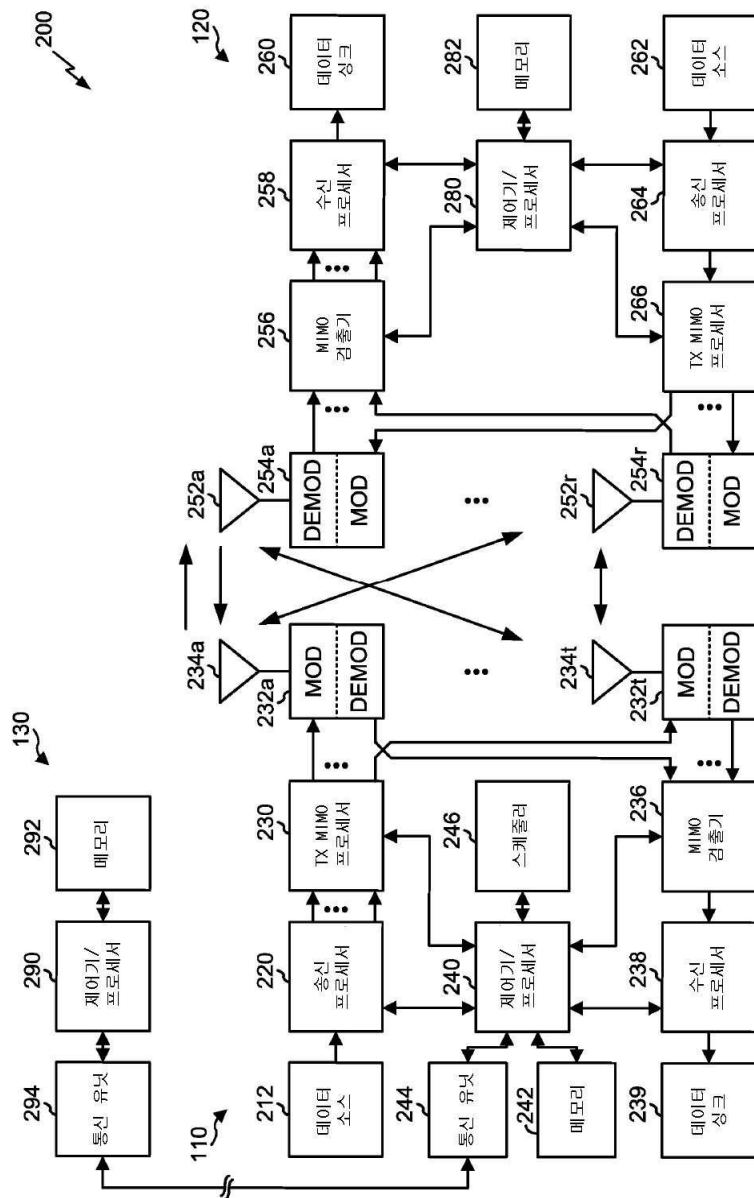 200
130
294
통신 유닛
290
제어기/
프로세서
292
메모리
110
120
212
데이터
소스
220
송신
프로세서
230
TX MIMO
프로세서
232a
MOD
DEMOD
234a
252a
254a
DEMOD
MOD
256
MIMO
검출기
258
수신
프로세서
260
데이터
싱크
244
통신 유닛
242
메모리
240
제어기/
프로세서
246
스케줄러
280
제어기/
프로세서
282
메모리
239
데이터
싱크
238
수신
프로세서
236
MIMO
검출기
232t
MOD
DEMOD
234t
252r
254r
DEMOD
MOD
266
TX MIMO
프로세서
264
송신
프로세서
262
데이터
소스